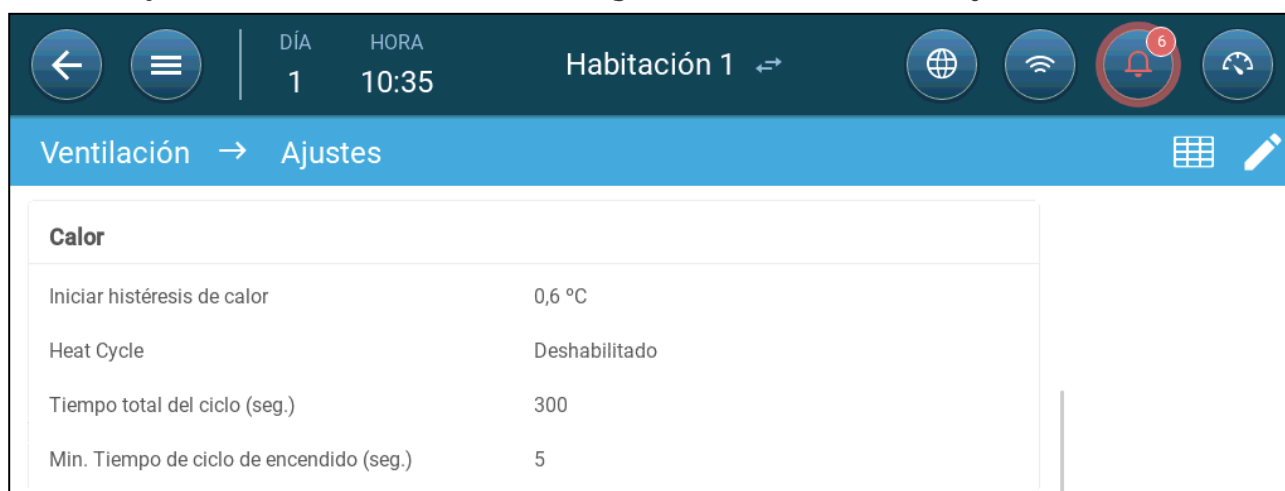 DÍA HORA
1 10:35 Habitación 1 6
Ventilación → Ajustes
Calor
Iniciar histéresis de calor 0,6 ºC
Heat Cycle Deshabilitado
Tiempo total del ciclo (seg.) 300
Min. Tiempo de ciclo de encendido (seg.) 5